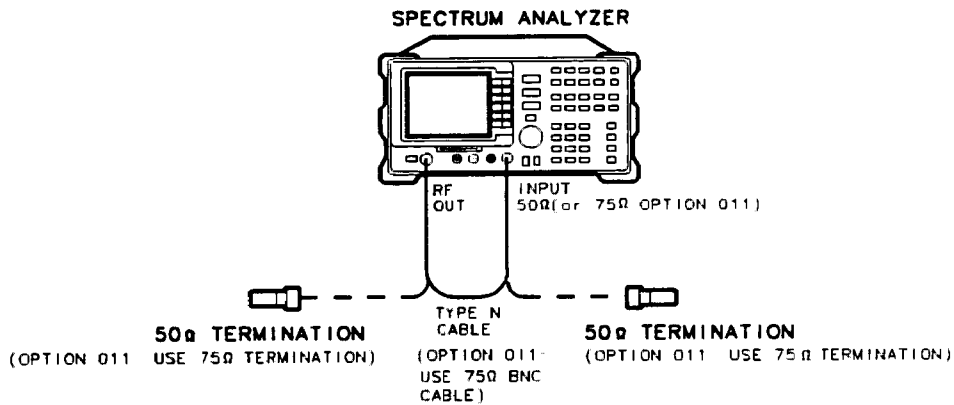 SPECTRUM ANALYZER
RF
OUT
INPUT
50Ω(or 75Ω OPTION 011)
50Ω TERMINATION
(OPTION 011 USE 75Ω TERMINATION)
TYPE N
CABLE
(OPTION 011-
USE 75Ω BNC
CABLE)
50Ω TERMINATION
(OPTION 011 USE 75Ω TERMINATION)